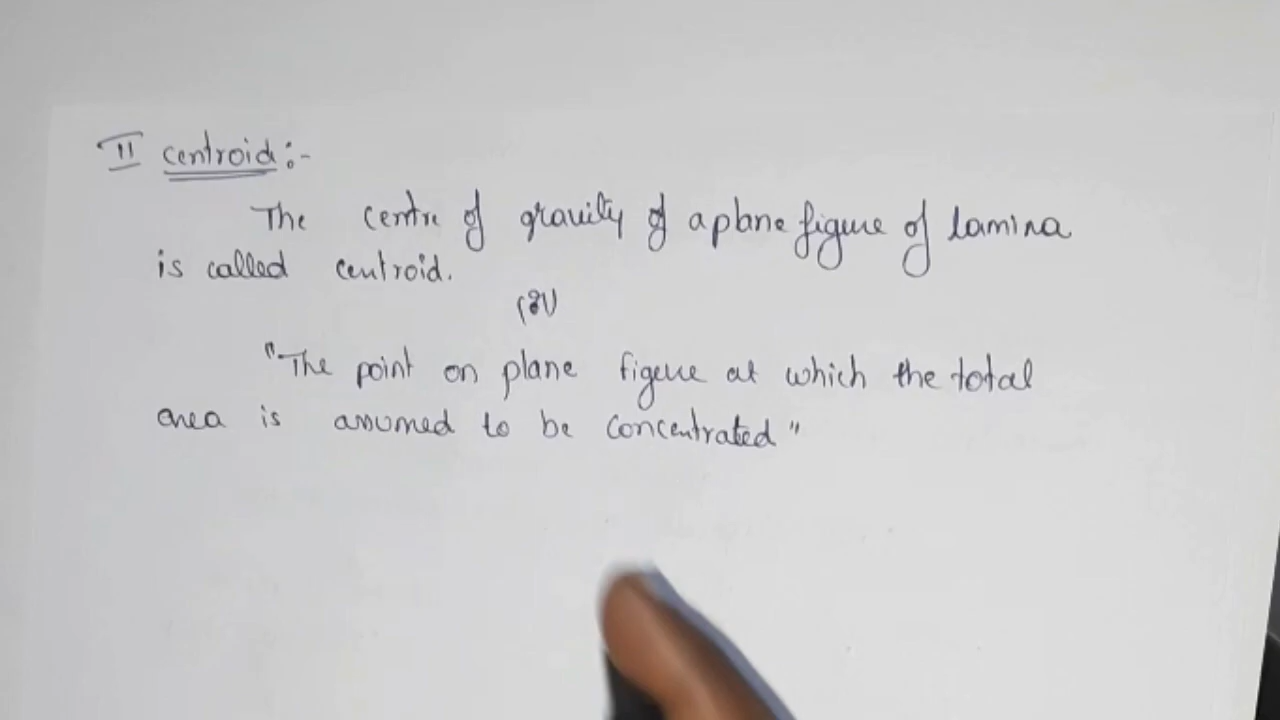 II centroid:-
The centre of gravity of a plane figure of lamina
is called centroid.
(or)
"The point on plane figure at which the total
area is assumed to be concentrated"